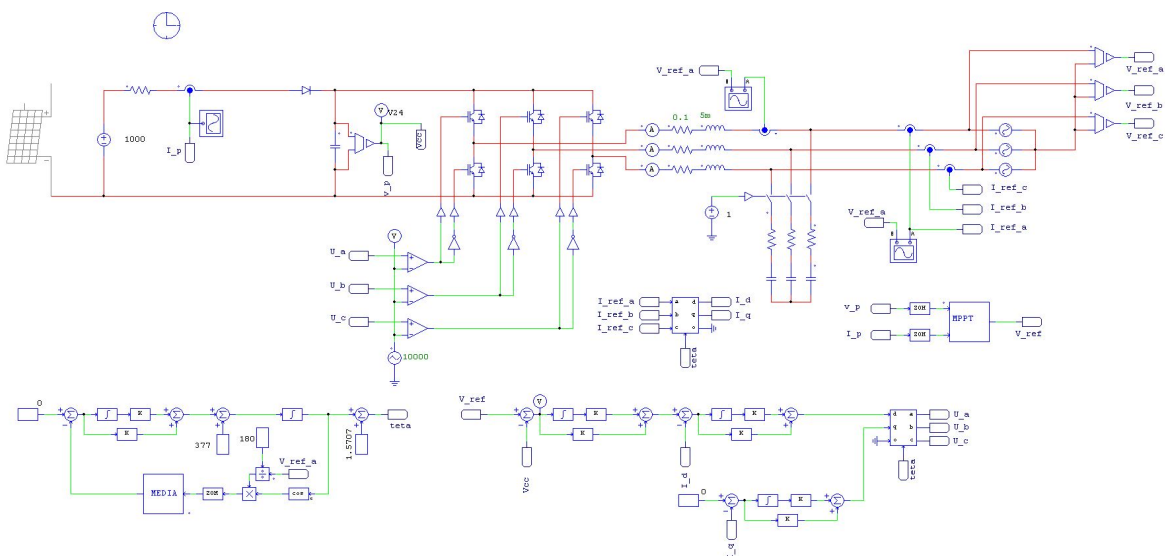 V_ref_a
V_ref_a
V24
V_ref_b
1000
Vcc
0.1 5m
V_ref_c
I_p
v_p
A
A
A
I_ref_c
I_ref_b
I_ref_a
1
V_ref_a
V
U_a
U_b
U_c
10000
I_ref_a
I_ref_b
I_ref_c
a d
b q
c o
I_d
I_q
teta
v_p ZOH
I_p ZOH
MPPT
V_ref
0
K
K
377
180
V_ref_a
1.5707
teta
MEDIA
ZOM
cos
V_ref
V
K
K
K
K
Vcc
I_d
d a
q b
o c
U_a
U_b
U_c
teta
0
K
K